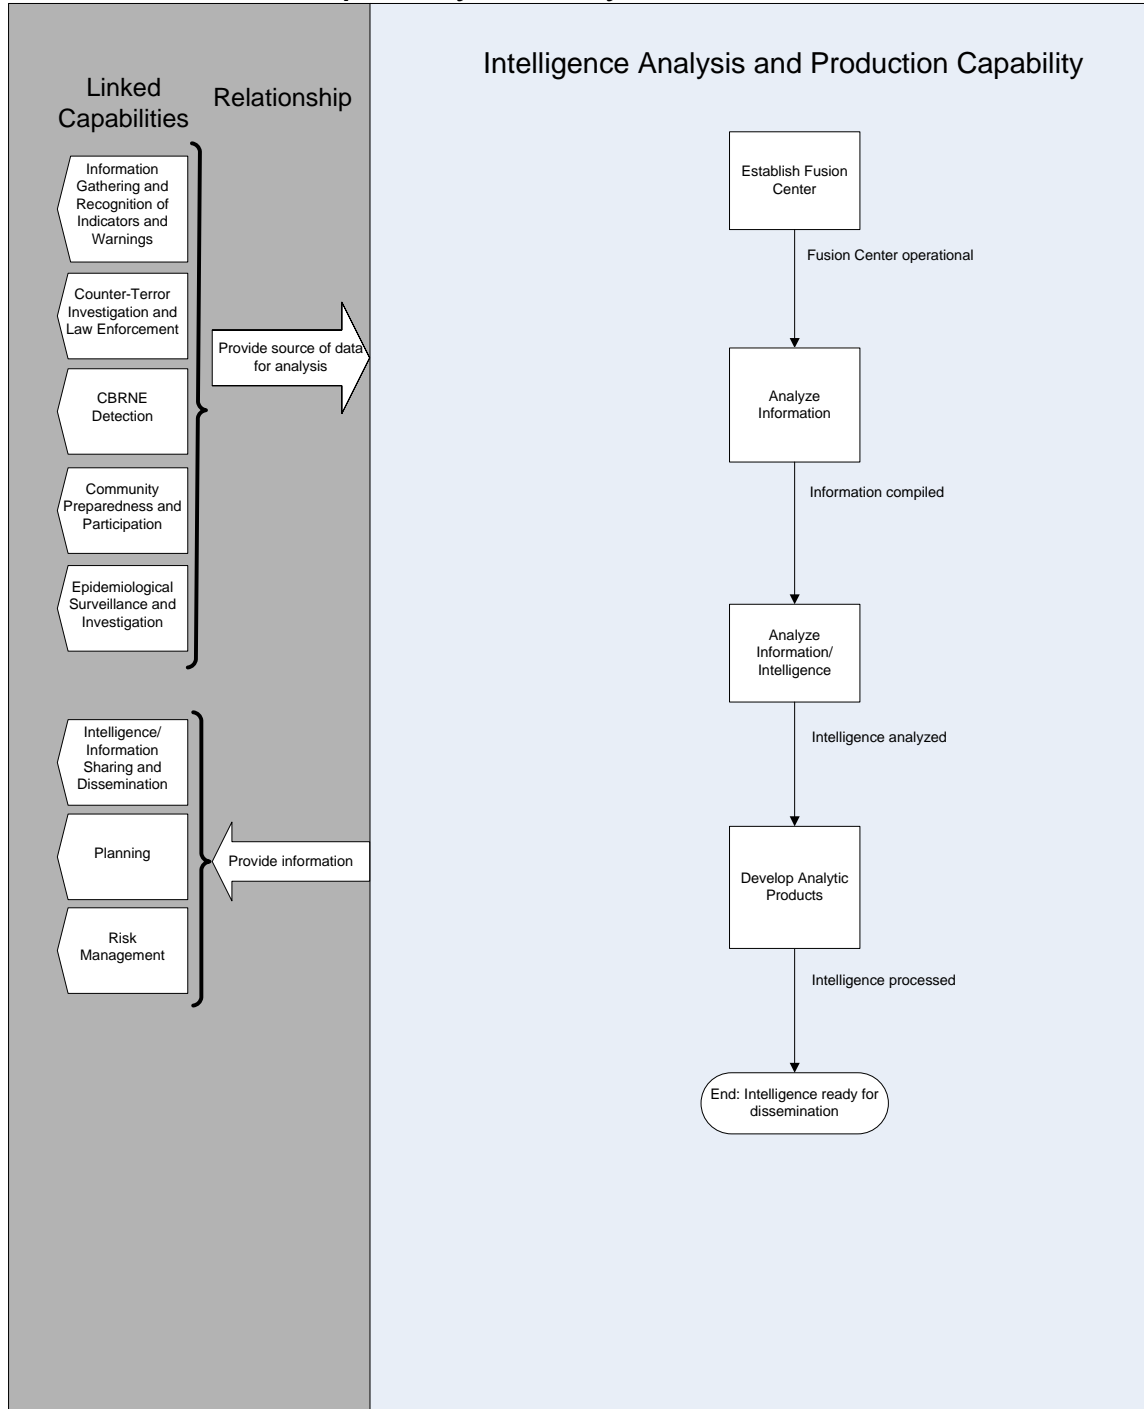 Intelligence Analysis and Production Capability
Linked
Capabilities
Relationship
Information
Gathering and
Recognition of
Indicators and
Warnings
Counter-Terror
Investigation and
Law Enforcement
CBRNE
Detection
Community
Preparedness and
Participation
Epidemiological
Surveillance and
Investigation
Provide source of data
for analysis
Intelligence/
Information
Sharing and
Dissemination
Planning
Risk
Management
Provide information
Establish Fusion
Center
Fusion Center operational
Analyze
Information
Information compiled
Analyze
Information/
Intelligence
Intelligence analyzed
Develop Analytic
Products
Intelligence processed
End: Intelligence ready for
dissemination